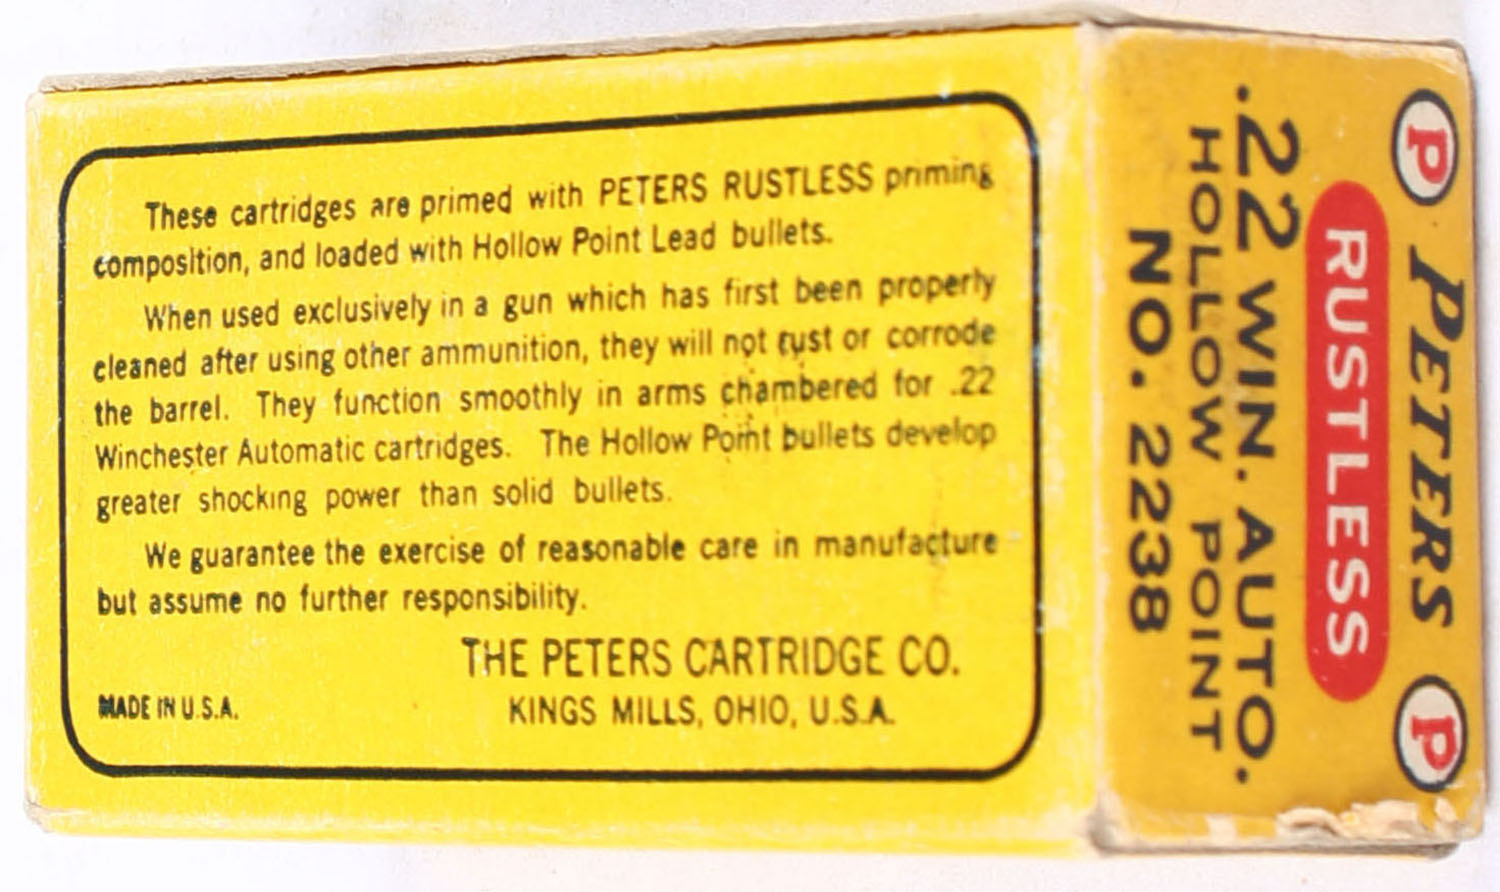 These cartridges are primed with PETERS RUSTLESS priming
composition, and loaded with Hollow Point Lead bullets.
When used exclusively in a gun which has first been properly
cleaned after using other ammunition, they will not rust or corrode
the barrel. They function smoothly in arms chambered for .22
Winchester Automatic cartridges. The Hollow Point bullets develop
greater shocking power than solid bullets.
We guarantee the exercise of reasonable care in manufacture
but assume no further responsibility.
THE PETERS CARTRIDGE CO.
MADE IN U.S.A.
KINGS MILLS, OHIO, U.S.A.
P PETERS P
RUSTLESS
.22 WIN. AUTO.
HOLLOW POINT
NO. 2238